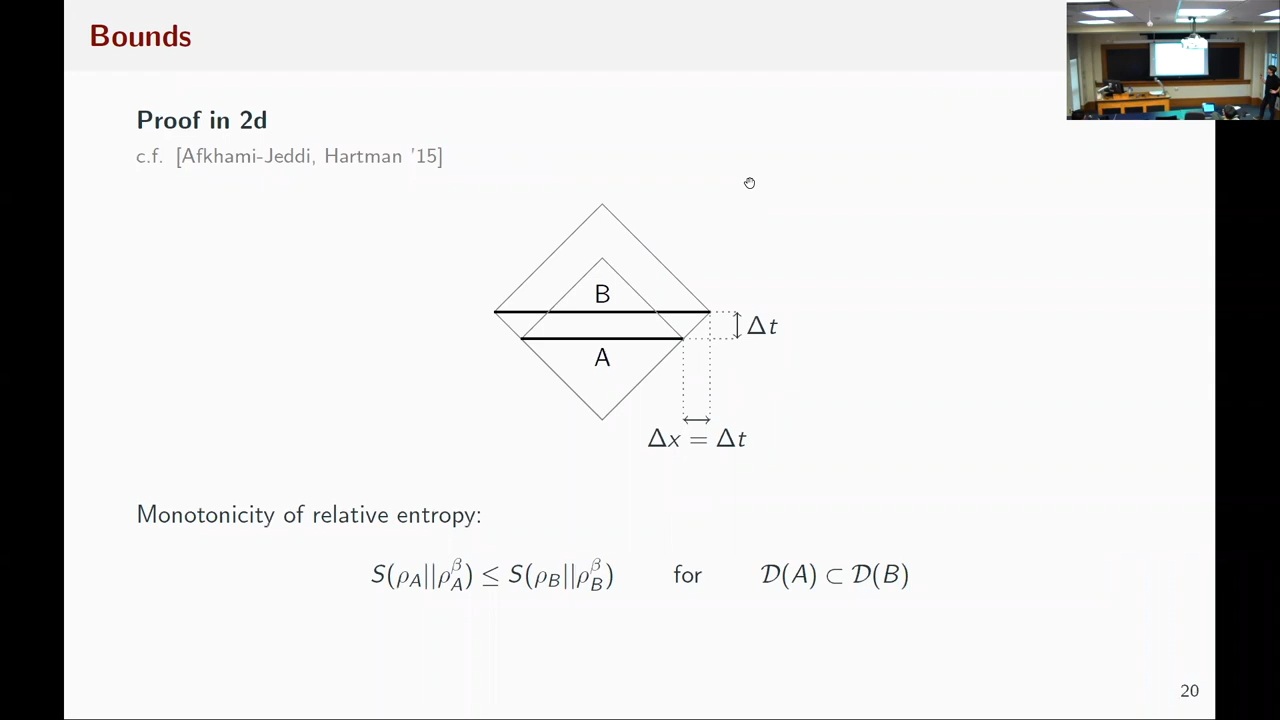 Bounds
Proof in 2d
c.f. [Afkhami-Jeddi, Hartman '15]
B
Δt
A
Δx = Δt
Monotonicity of relative entropy:
S(ρ_A||ρ_A^β) ≤ S(ρ_B||ρ_B^β) for 𝒟(A) ⊂ 𝒟(B)
20